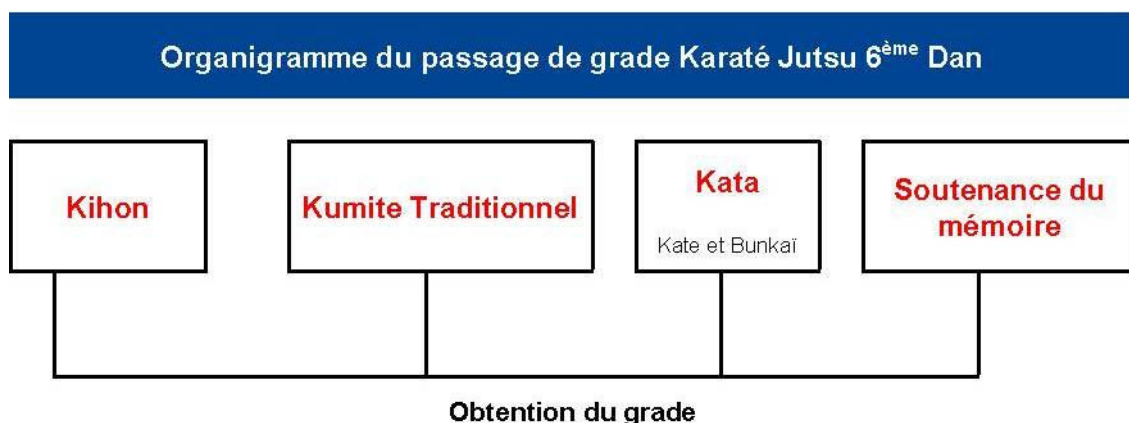 Organigramme du passage de grade Karaté Jutsu 6ème Dan
Kihon
Kumite Traditionnel
Kata
Kate et Bunkaï
Soutenance du
mémoire
Obtention du grade